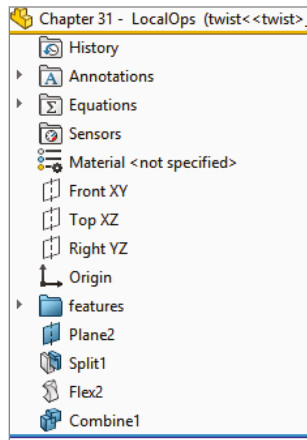 Chapter 31 - LocalOps (twist<<twist>_
History
Annotations
Equations
Sensors
Material <not specified>
Front XY
Top XZ
Right YZ
Origin
features
Plane2
Split1
Flex2
Combine1